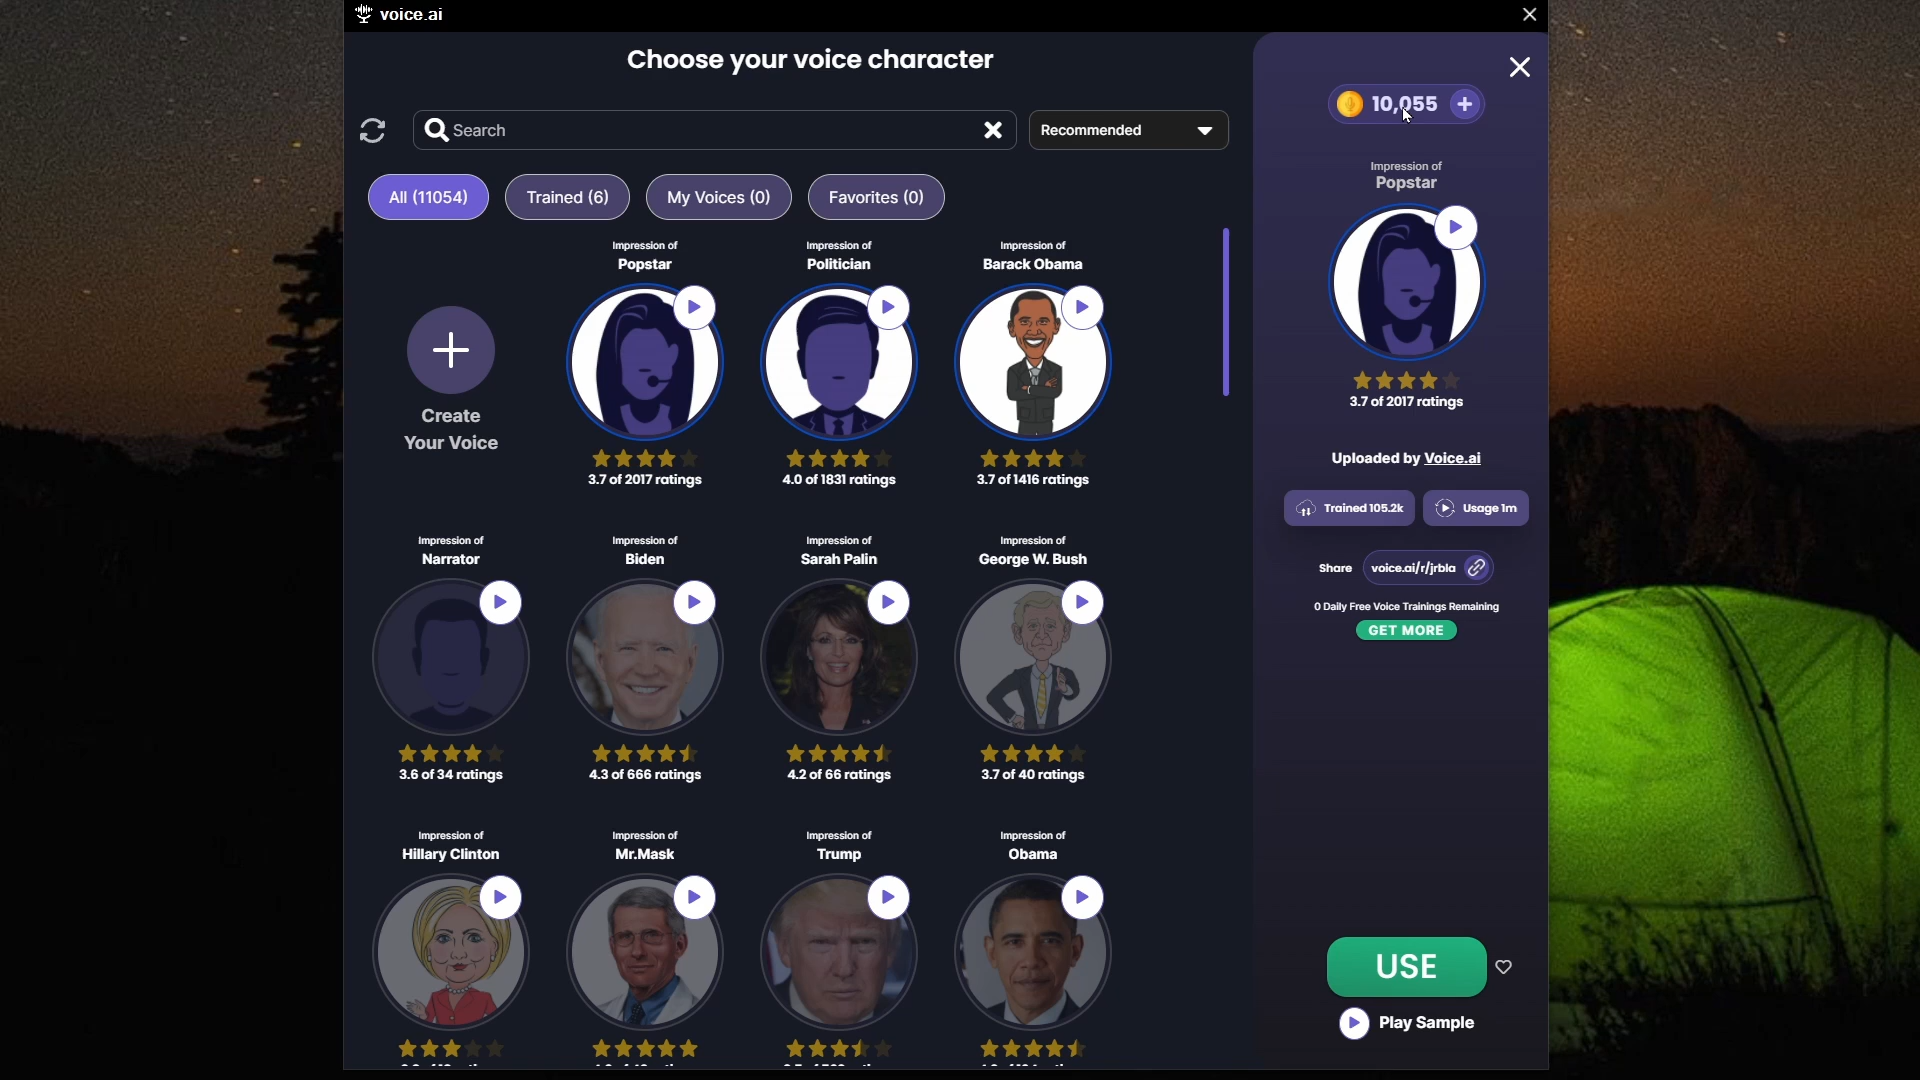 voice.ai
Choose your voice character
Search
Recommended
All (11054)
Trained (6)
My Voices (0)
Favorites (0)
Create
Your Voice
Impression of
Popstar
3.7 of 2017 ratings
Impression of
Politician
4.0 of 1831 ratings
Impression of
Barack Obama
3.7 of 1416 ratings
Impression of
Narrator
3.6 of 34 ratings
Impression of
Biden
4.3 of 666 ratings
Impression of
Sarah Palin
4.2 of 66 ratings
Impression of
George W. Bush
3.7 of 40 ratings
Impression of
Hillary Clinton
Impression of
Mr.Mask
Impression of
Trump
Impression of
Obama
10,055
Impression of
Popstar
3.7 of 2017 ratings
Uploaded by Voice.ai
Trained 105.2k
Usage 1m
Share
voice.ai/r/jrbla
0 Daily Free Voice Trainings Remaining
GET MORE
USE
Play Sample